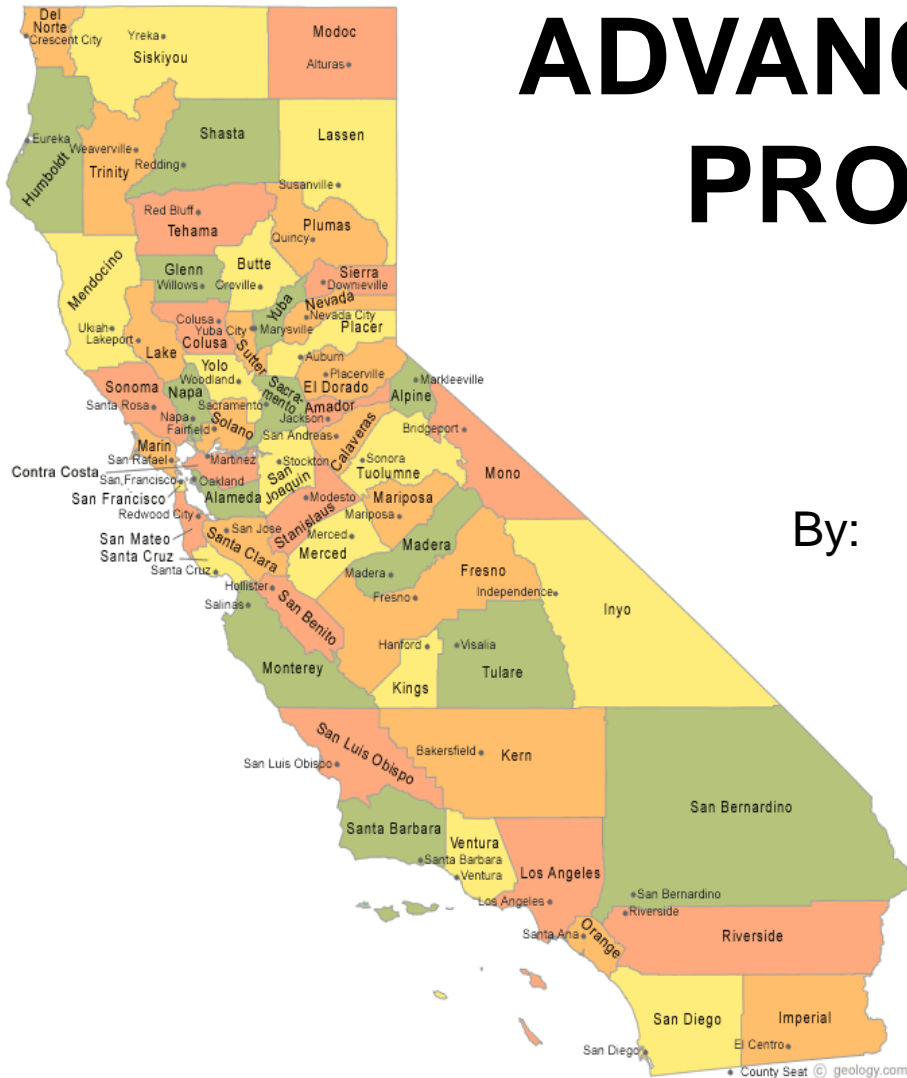 ADVANC
PRO
By:
Del
Norte
Crescent City
Yreka
Siskiyou
Modoc
Alturas
Eureka
Humboldt
Weaverville
Trinity
Redding
Shasta
Lassen
Susanville
Red Bluff
Tehama
Plumas
Quincy
Mendocino
Glenn
Willows
Butte
Oroville
Sierra
Downieville
Yuba
Nevada
Nevada City
Ukiah
Lakeport
Lake
Colusa
Colusa
Yuba City
Marysville
Sutter
Placer
Auburn
Yolo
Woodland
Placerville
El Dorado
Sonoma
Santa Rosa
Napa
Napa
Sacramento
Sacra-
mento
Amador
Jackson
Alpine
Markleeville
Fairfield
Solano
San Andreas
Calaveras
Bridgeport
Marin
San Rafael
Martinez
Contra Costa
Stockton
San
Joaquin
Sonora
Tuolumne
Mono
San Francisco
Oakland
San Francisco
Alameda
Modesto
Stanislaus
Mariposa
Mariposa
Redwood City
San Jose
Santa Clara
San Mateo
Santa Cruz
Santa Cruz
Merced
Merced
Madera
Madera
Hollister
San Benito
Salinas
Fresno
Fresno
Independence
Inyo
Monterey
Hanford
Kings
Visalia
Tulare
San Luis Obispo
San Luis Obispo
Bakersfield
Kern
San Bernardino
Santa Barbara
Santa Barbara
Ventura
Ventura
Los Angeles
Los Angeles
San Bernardino
Riverside
Riverside
Santa Ana
Orange
San Diego
San Diego
Imperial
El Centro
County Seat © geology.com